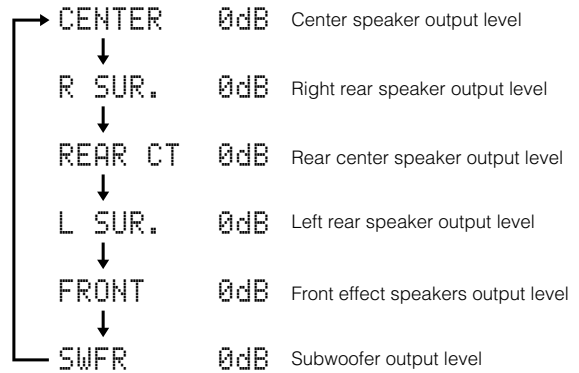 CENTER 0dB Center speaker output level
R SUR. 0dB Right rear speaker output level
REAR CT 0dB Rear center speaker output level
L SUR. 0dB Left rear speaker output level
FRONT 0dB Front effect speakers output level
SWFR 0dB Subwoofer output level